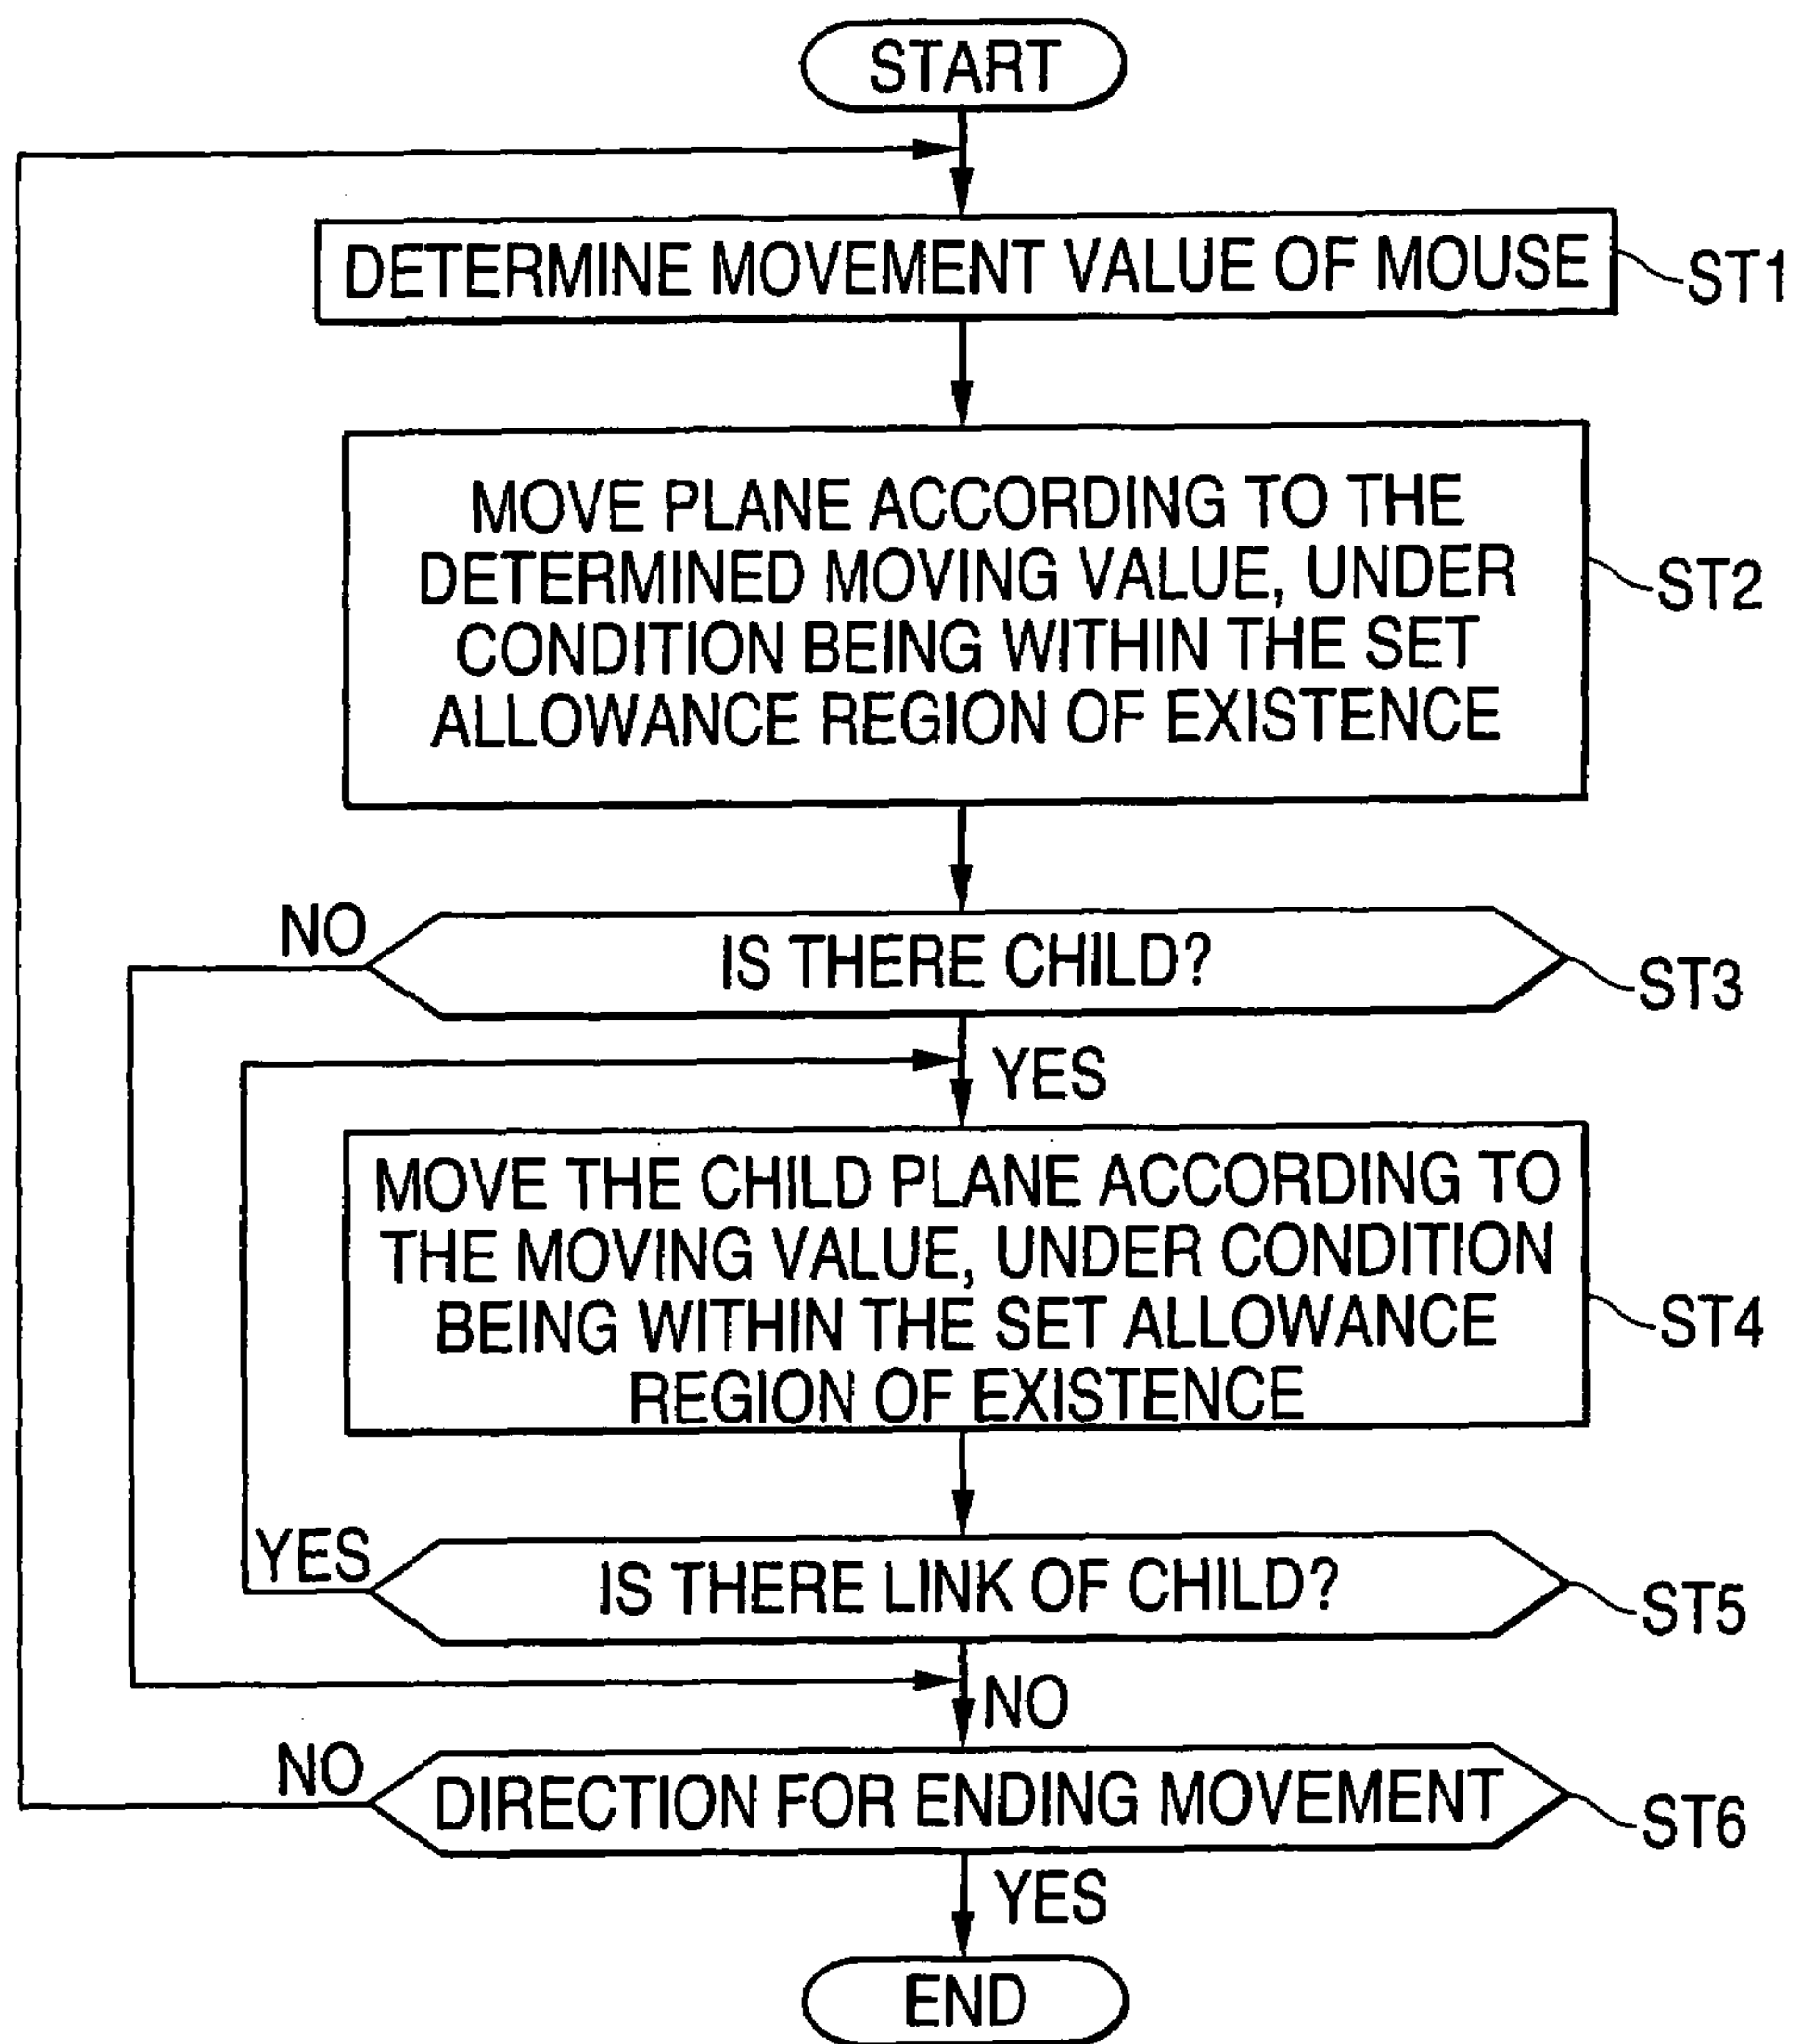 START
DETERMINE MOVEMENT VALUE OF MOUSE
ST1
MOVE PLANE ACCORDING TO THE
DETERMINED MOVING VALUE, UNDER
CONDITION BEING WITHIN THE SET
ALLOWANCE REGION OF EXISTENCE
ST2
NO
IS THERE CHILD?
ST3
YES
MOVE THE CHILD PLANE ACCORDING TO
THE MOVING VALUE, UNDER CONDITION
BEING WITHIN THE SET ALLOWANCE
REGION OF EXISTENCE
ST4
YES
IS THERE LINK OF CHILD?
ST5
NO
NO
DIRECTION FOR ENDING MOVEMENT
ST6
YES
END